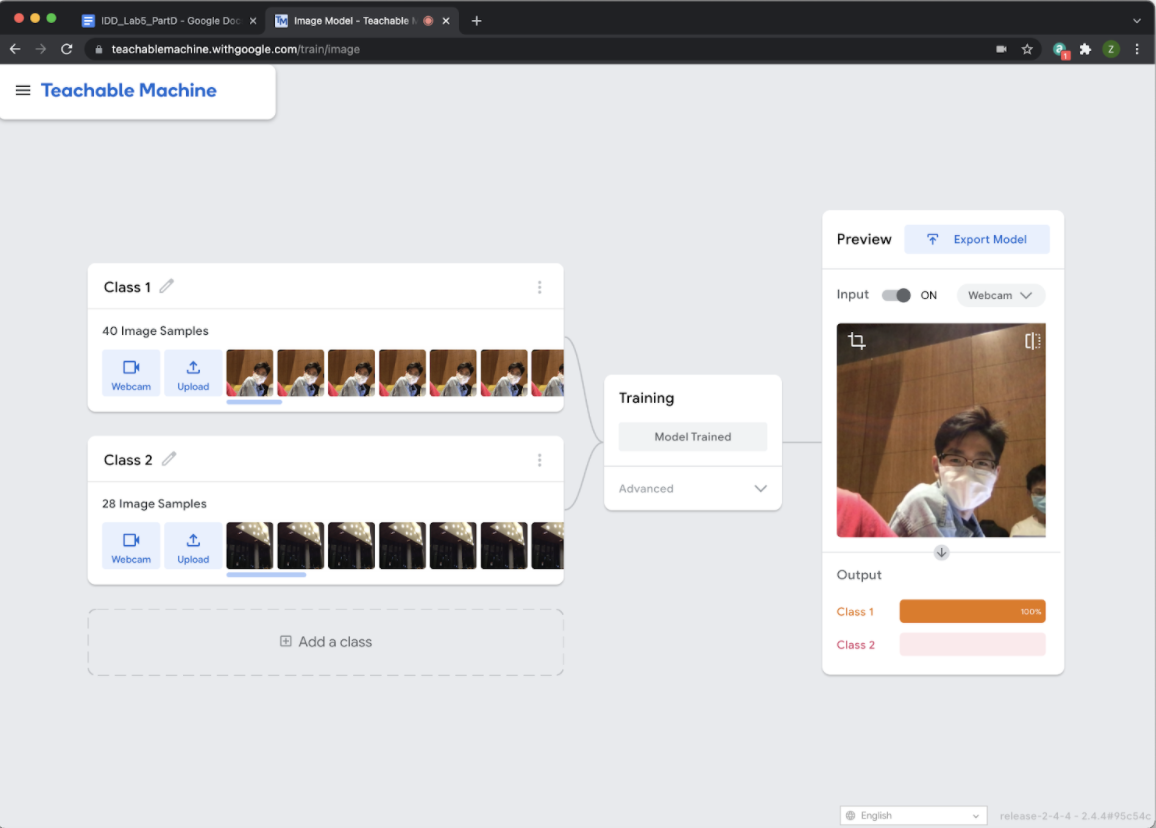 IDD_Lab5_PartD - Google Doc
Image Model - Teachable M
teachablemachine.withgoogle.com/train/image
1
Z
Teachable Machine
Class 1
40 Image Samples
Webcam
Upload
Class 2
28 Image Samples
Webcam
Upload
Add a class
Training
Model Trained
Advanced
Preview
Export Model
Input
ON
Webcam
Output
Class 1
100%
Class 2
English
release-2-4-4 - 2.4.4#95c54c